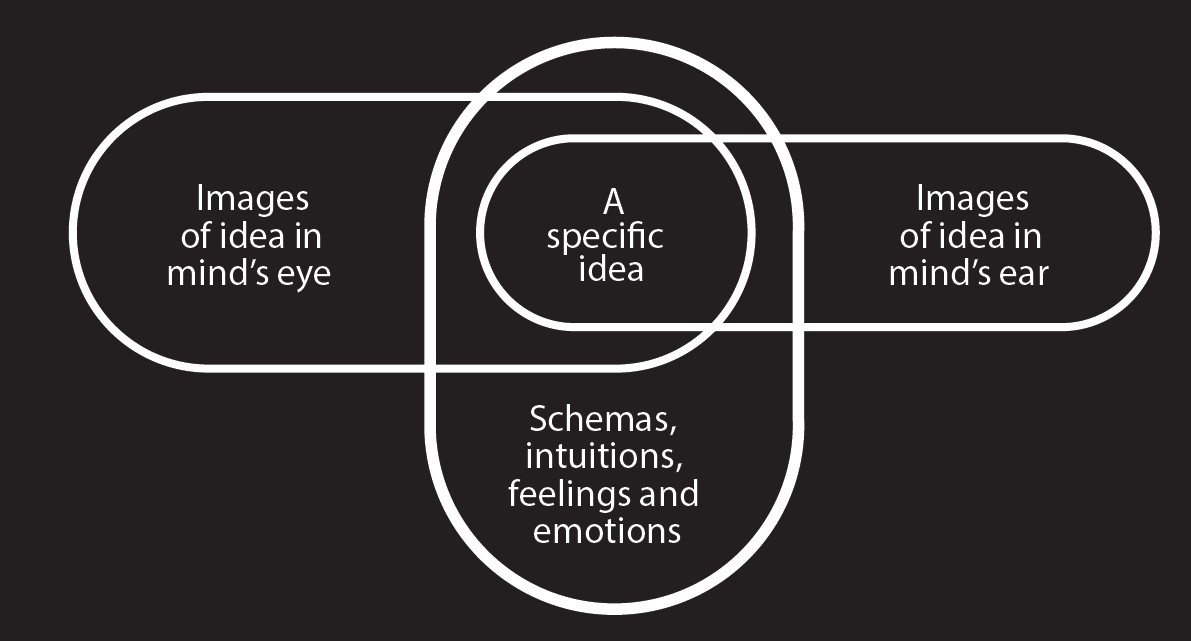 Images
of idea in
mind’s eye
A
specific
idea
Images
of idea in
mind’s ear
Schemas,
intuitions,
feelings and
emotions